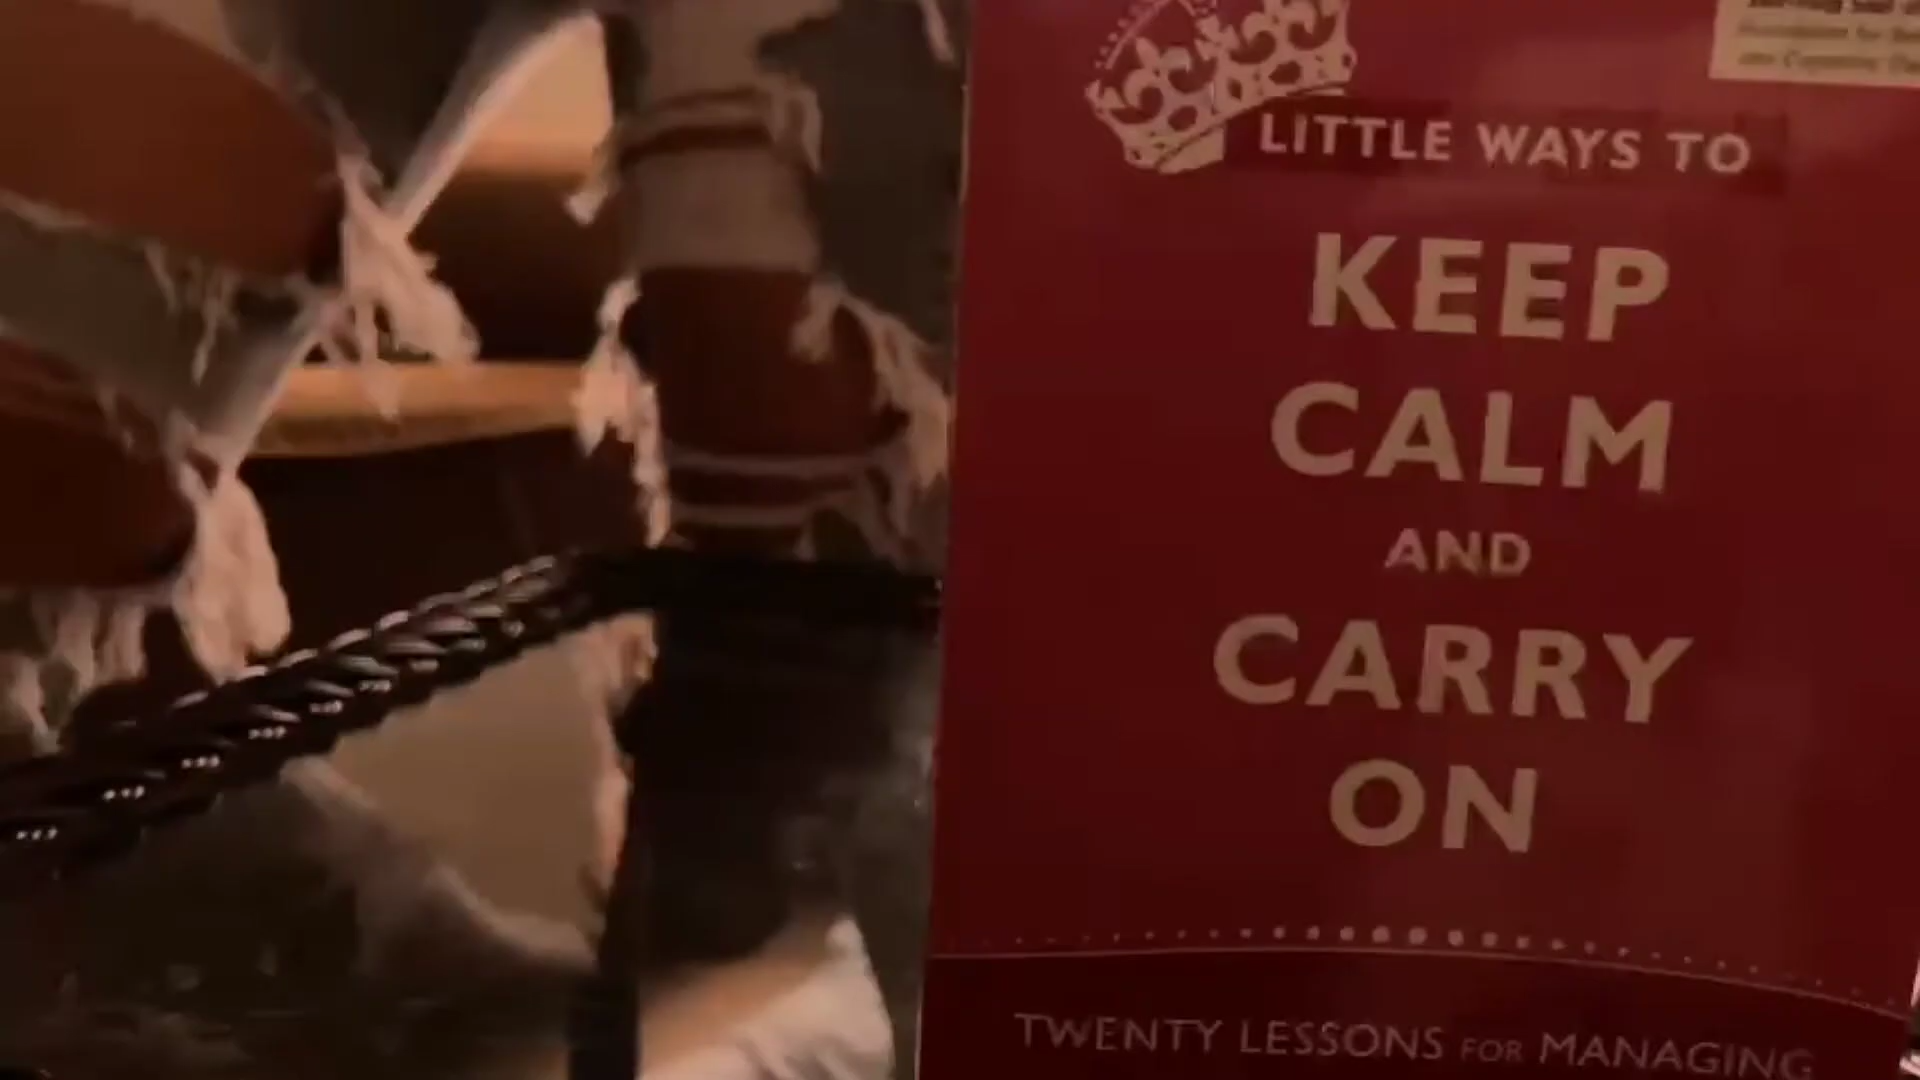 LITTLE WAYS TO
KEEP
CALM
AND
CARRY
ON
TWENTY LESSONS FOR MANAGING